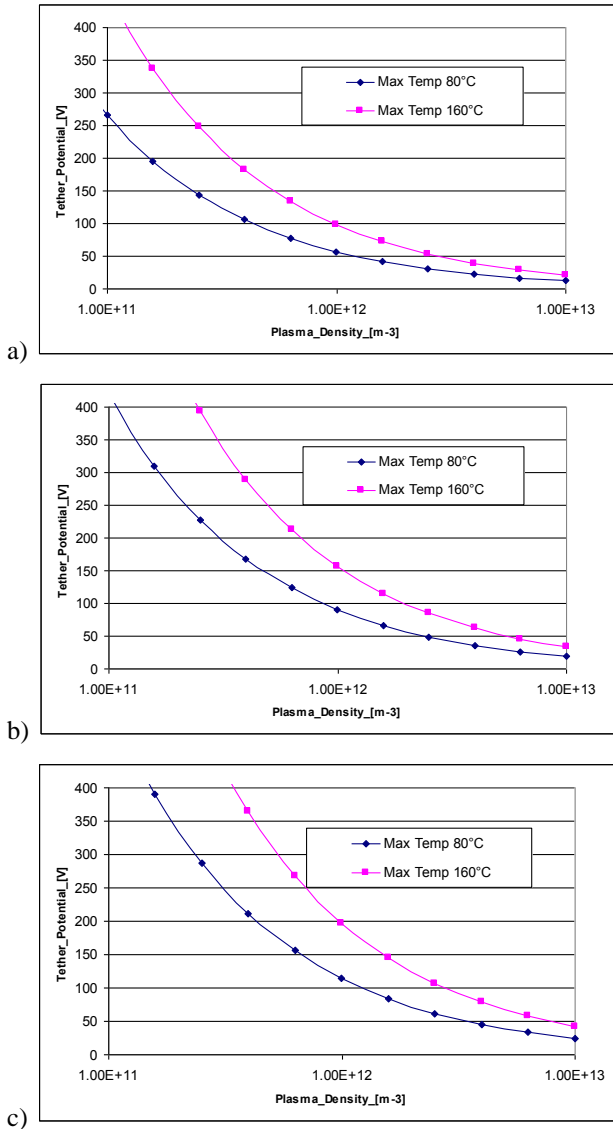 400
350
300
250
200
150
100
50
0
Tether_Potential_[V]
Max Temp 80°C
Max Temp 160°C
1.00E+11
1.00E+12
1.00E+13
Plasma_Density_[m-3]
a)
400
350
300
250
200
150
100
50
0
Tether_Potential_[V]
Max Temp 80°C
Max Temp 160°C
1.00E+11
1.00E+12
1.00E+13
Plasma_Density_[m-3]
b)
400
350
300
250
200
150
100
50
0
Tether_Potential_[V]
Max Temp 80°C
Max Temp 160°C
1.00E+11
1.00E+12
1.00E+13
Plasma_Density_[m-3]
c)